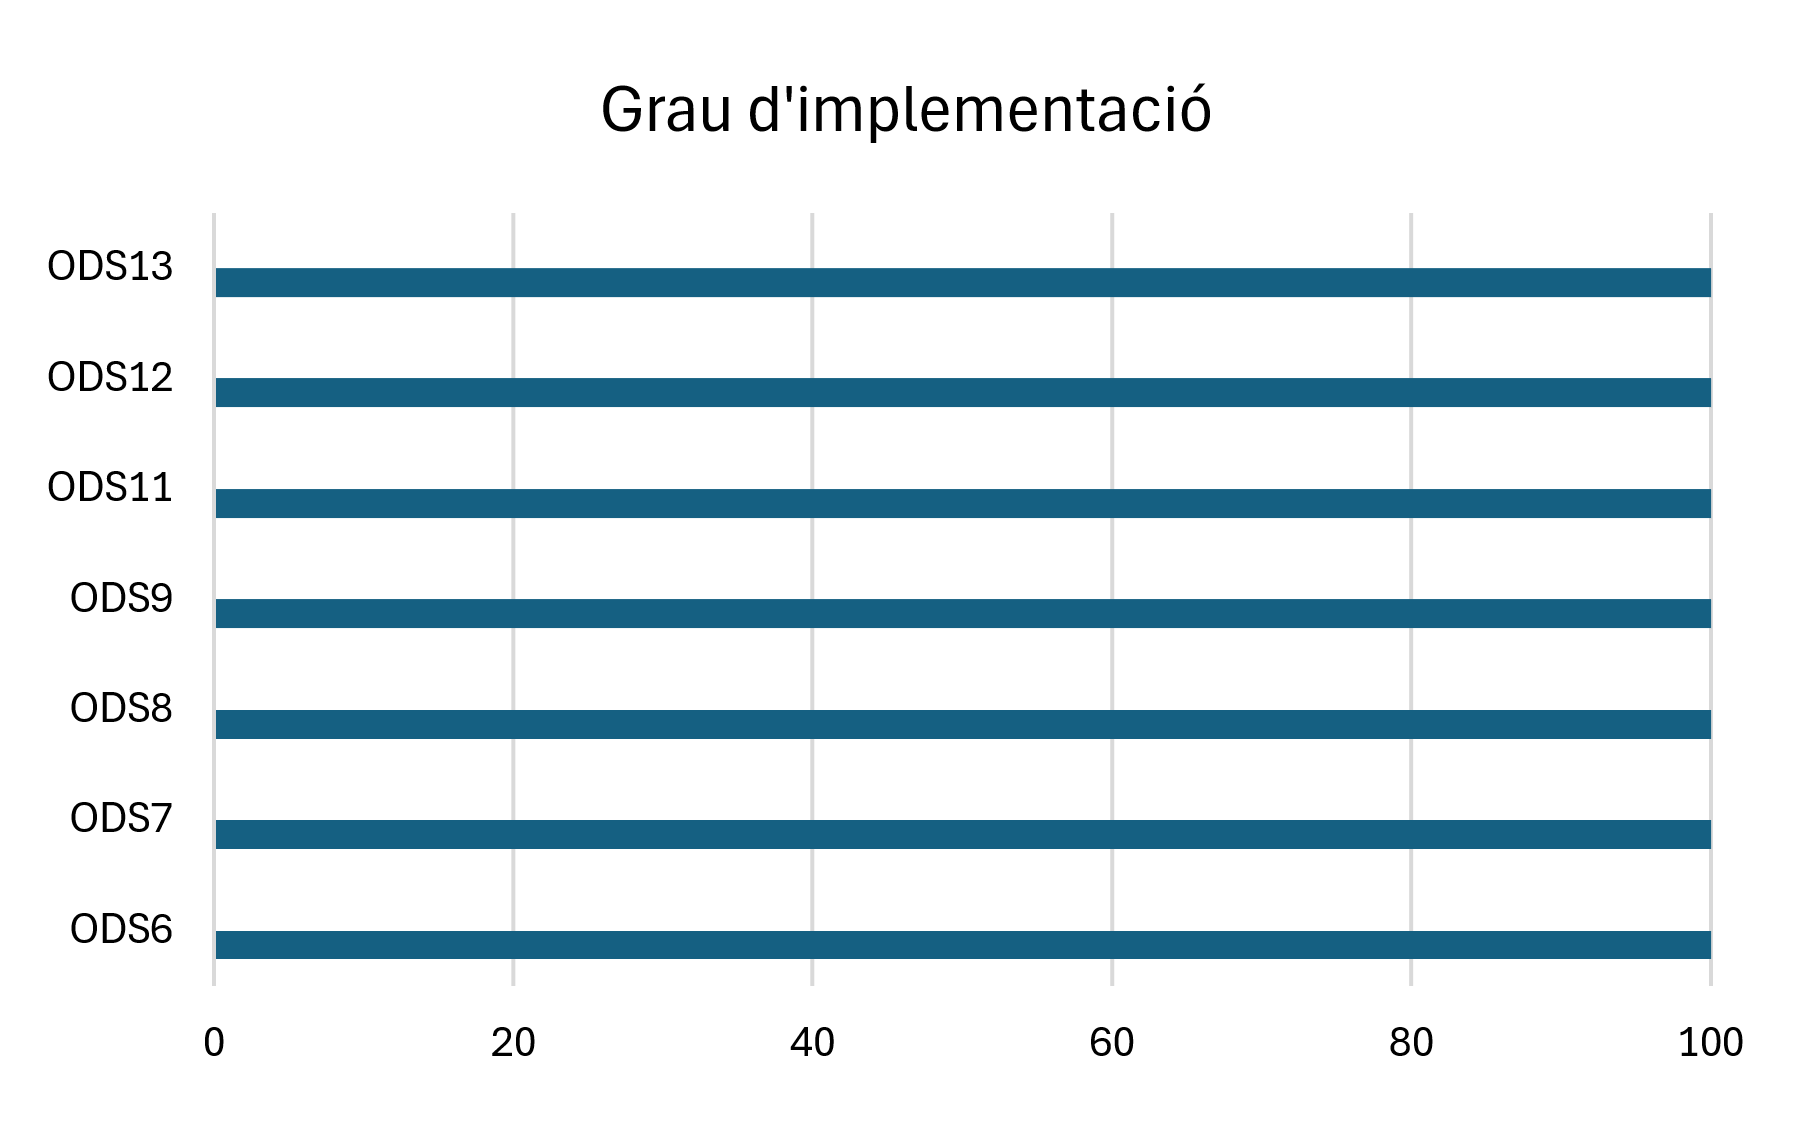 Grau d'implementació
ODS13
ODS12
ODS11
ODS9
ODS8
ODS7
ODS6
0 20 40 60 80 100